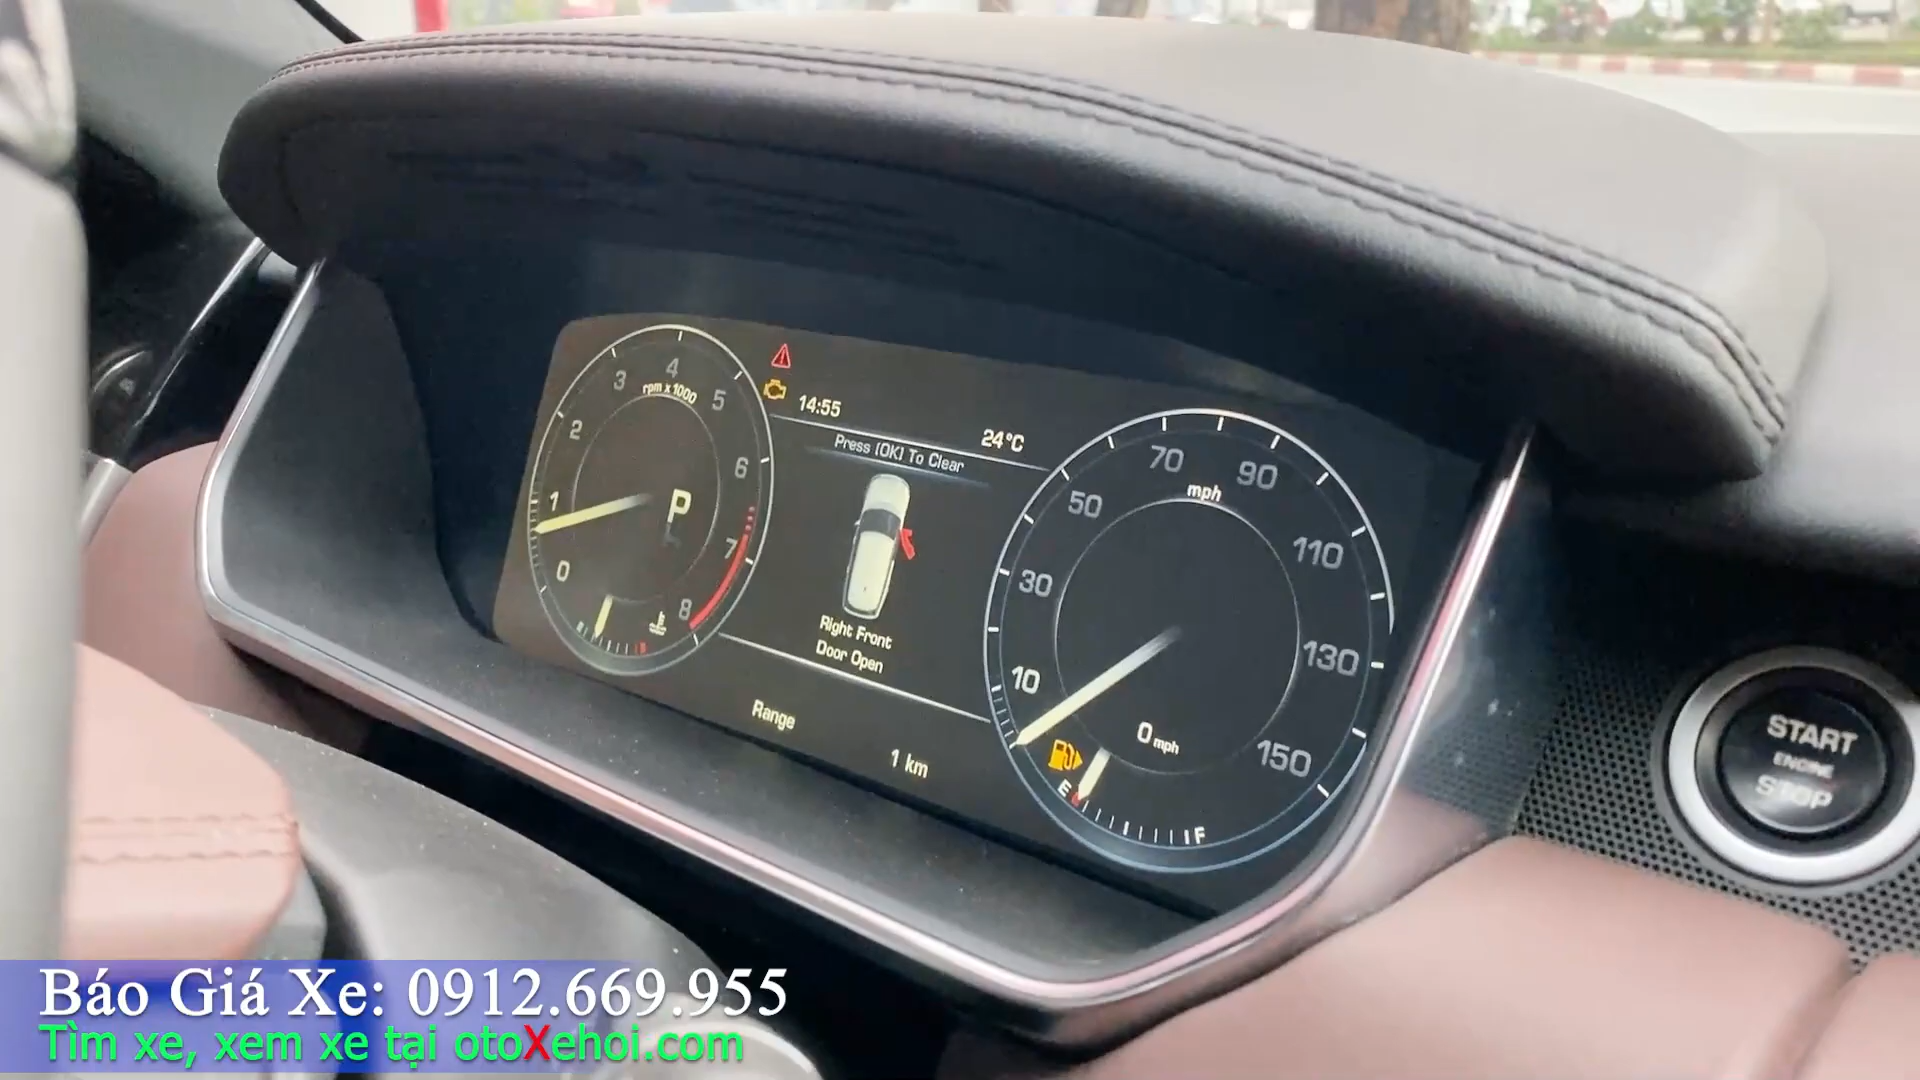 4
3
5
rpm x 1000
2
6
1
P
7
0
8
14:55
24°C
Press (OK) To Clear
Right Front
Door Open
Range
1 km
70
90
mph
50
110
30
130
10
0 mph
150
E
F
START
ENGINE
STOP
Báo Giá Xe: 0912.669.955
Tìm xe, xem xe tại otoXehoi.com